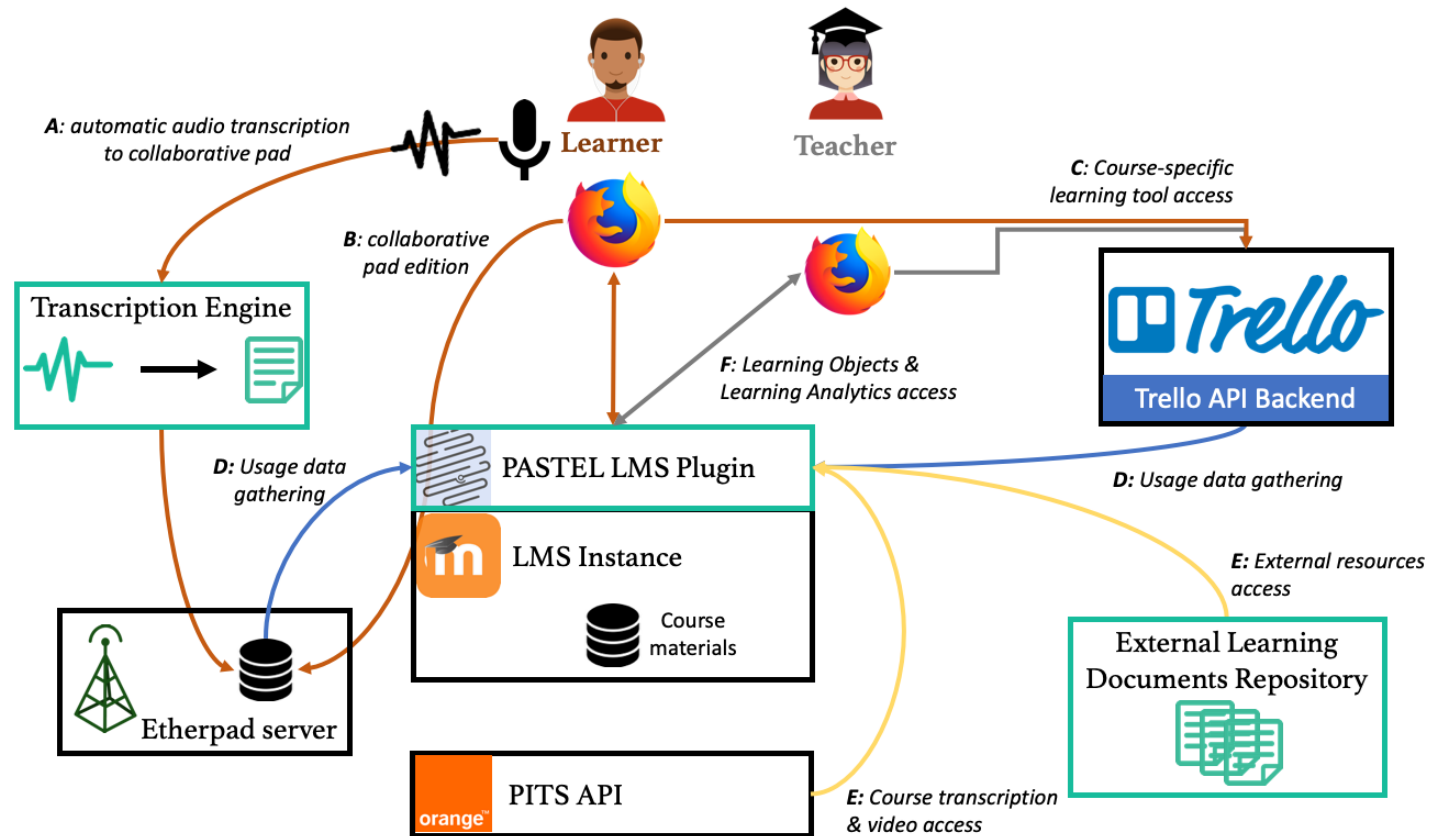 A: automatic audio transcription
to collaborative pad
Learner
Teacher
C: Course-specific
learning tool access
B: collaborative
pad edition
Transcription Engine
Trello
Trello API Backend
F: Learning Objects &
Learning Analytics access
D: Usage data
gathering
PASTEL LMS Plugin
D: Usage data gathering
m
LMS Instance
Course
materials
E: External resources
access
External Learning
Documents Repository
Etherpad server
PITS API
orange™
E: Course transcription
& video access